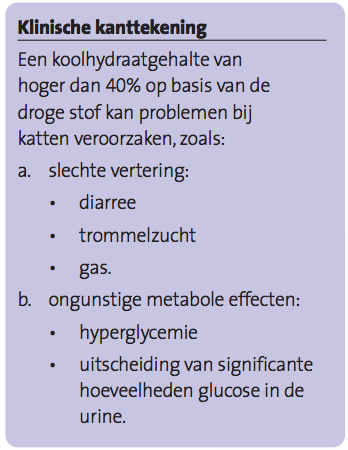 Klinische kanttekening
Een koolhydraatgehalte van
hoger dan 40% op basis van de
droge stof kan problemen bij
katten veroorzaken, zoals:
a. slechte vertering:
• diarree
• trommelzucht
• gas.
b. ongunstige metabole effecten:
• hyperglycemie
• uitscheiding van significante
hoeveelheden glucose in de
urine.